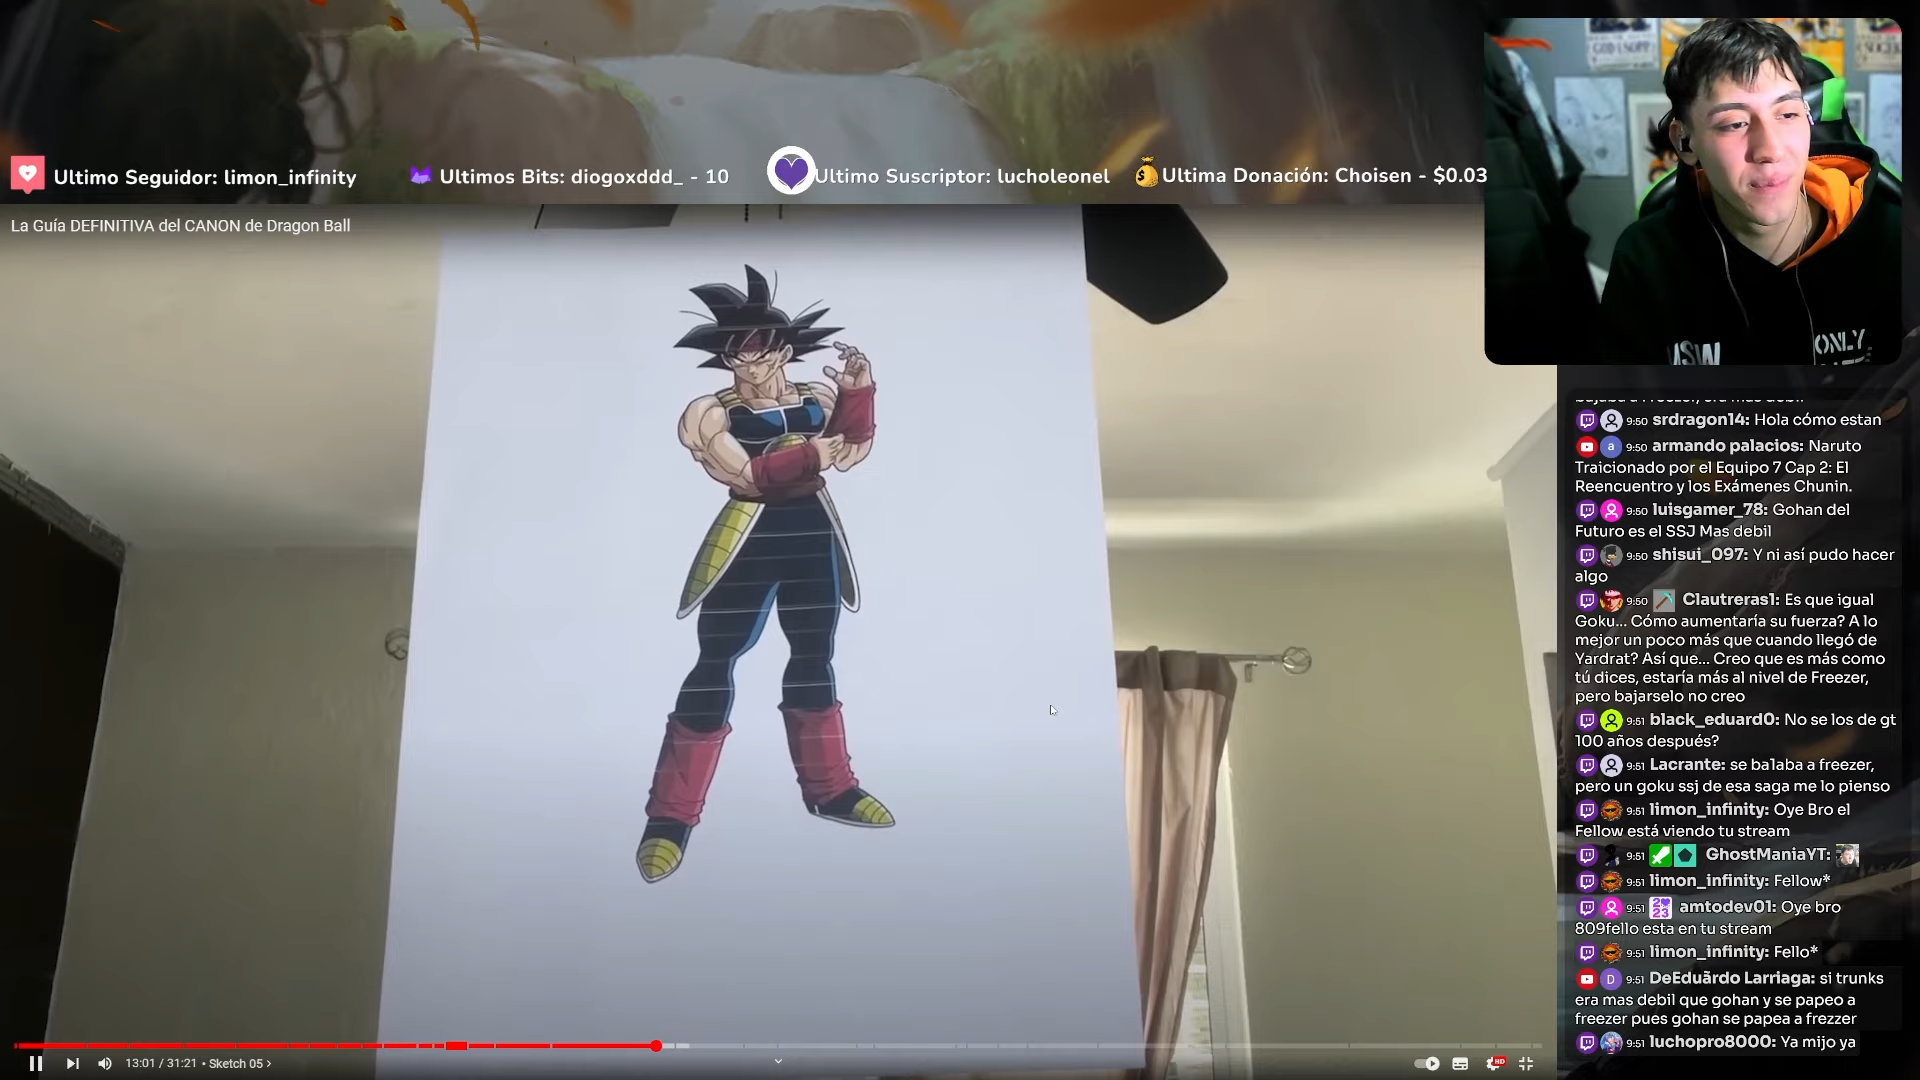 Ultimo Seguidor: limon_infinity
Ultimos Bits: diogoxddd_ - 10
Ultimo Suscriptor: lucholeonel
Ultima Donación: Choisen - $0.03
La Guía DEFINITIVA del CANON de Dragon Ball
ONLY
9:50 srdragon14: Hola cómo estan
9:50 armando palacios: Naruto
Traicionado por el Equipo 7 Cap 2: El
Reencuentro y los Exámenes Chunin.
9:50 luisgamer_78: Gohan del
Futuro es el SSJ Mas debil
9:50 shisui_097: Y ni así pudo hacer
algo
9:50 Clautreras1: Es que igual
Goku... Cómo aumentaría su fuerza? A lo
mejor un poco más que cuando llegó de
Yardrat? Así que... Creo que es más como
tú dices, estaría más al nivel de Freezer,
pero bajarselo no creo
9:51 black_eduard0: No se los de gt
100 años después?
9:51 Lacrante: se ba1aba a freezer,
pero un goku ssj de esa saga me lo pienso
9:51 limon_infinity: Oye Bro el
Fellow está viendo tu stream
9:51 GhostManiaYT:
9:51 limon_infinity: Fellow*
9:51 amtodev01: Oye bro
809fello esta en tu stream
9:51 limon_infinity: Fello*
9:51 DeEduãrdo Larriaga: si trunks
era mas debil que gohan y se papeo a
freezer pues gohan se papea a frezzer
9:51 luchopro8000: Ya mijo ya
13:01 / 31:21 • Sketch 05 >
HD